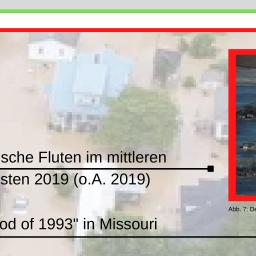 sche Fluten im mittleren
sten 2019 (o.A. 2019)
od of 1993" in Missouri
Abb. 7: De